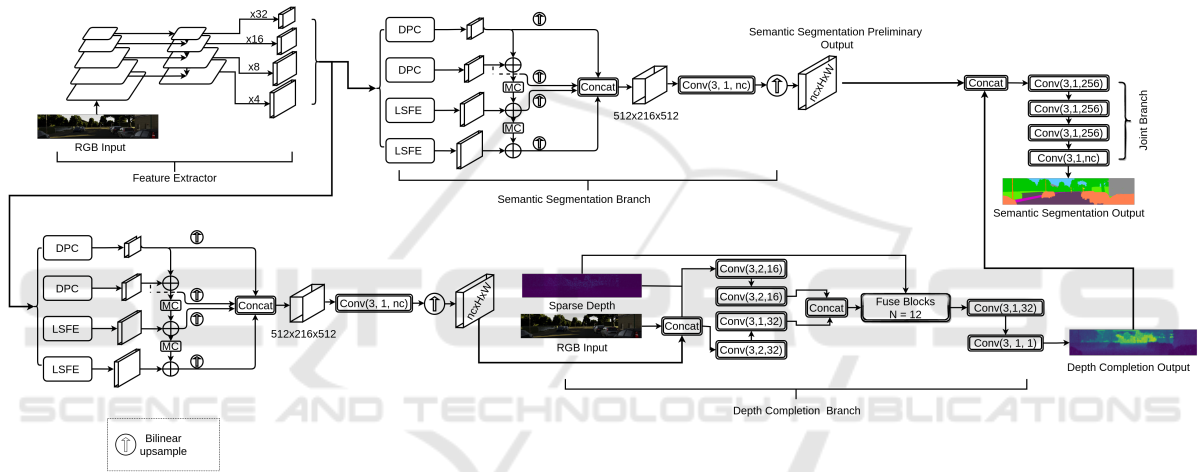 x32
x16
x8
x4
RGB Input
Feature Extractor
DPC
DPC
LSFE
LSFE
MC
MC
Concat
512x216x512
Conv(3, 1, nc)
ncxHxW
Semantic Segmentation Preliminary
Output
Semantic Segmentation Branch
Concat
Conv(3,1,256)
Conv(3,1,256)
Conv(3,1,256)
Conv(3,1,nc)
Joint Branch
Semantic Segmentation Output
DPC
DPC
LSFE
LSFE
MC
MC
Concat
512x216x512
Conv(3, 1, nc)
ncxHxW
Sparse Depth
RGB Input
Concat
Conv(3,2,16)
Conv(3,2,16)
Conv(3,1,32)
Conv(3,2,32)
Concat
Fuse Blocks
N = 12
Conv(3,1,32)
Conv(3, 1, 1)
Depth Completion Output
Depth Completion Branch
Bilinear
upsample
SCITEPRESS
SCIENCE AND TECHNOLOGY PUBLICATIONS